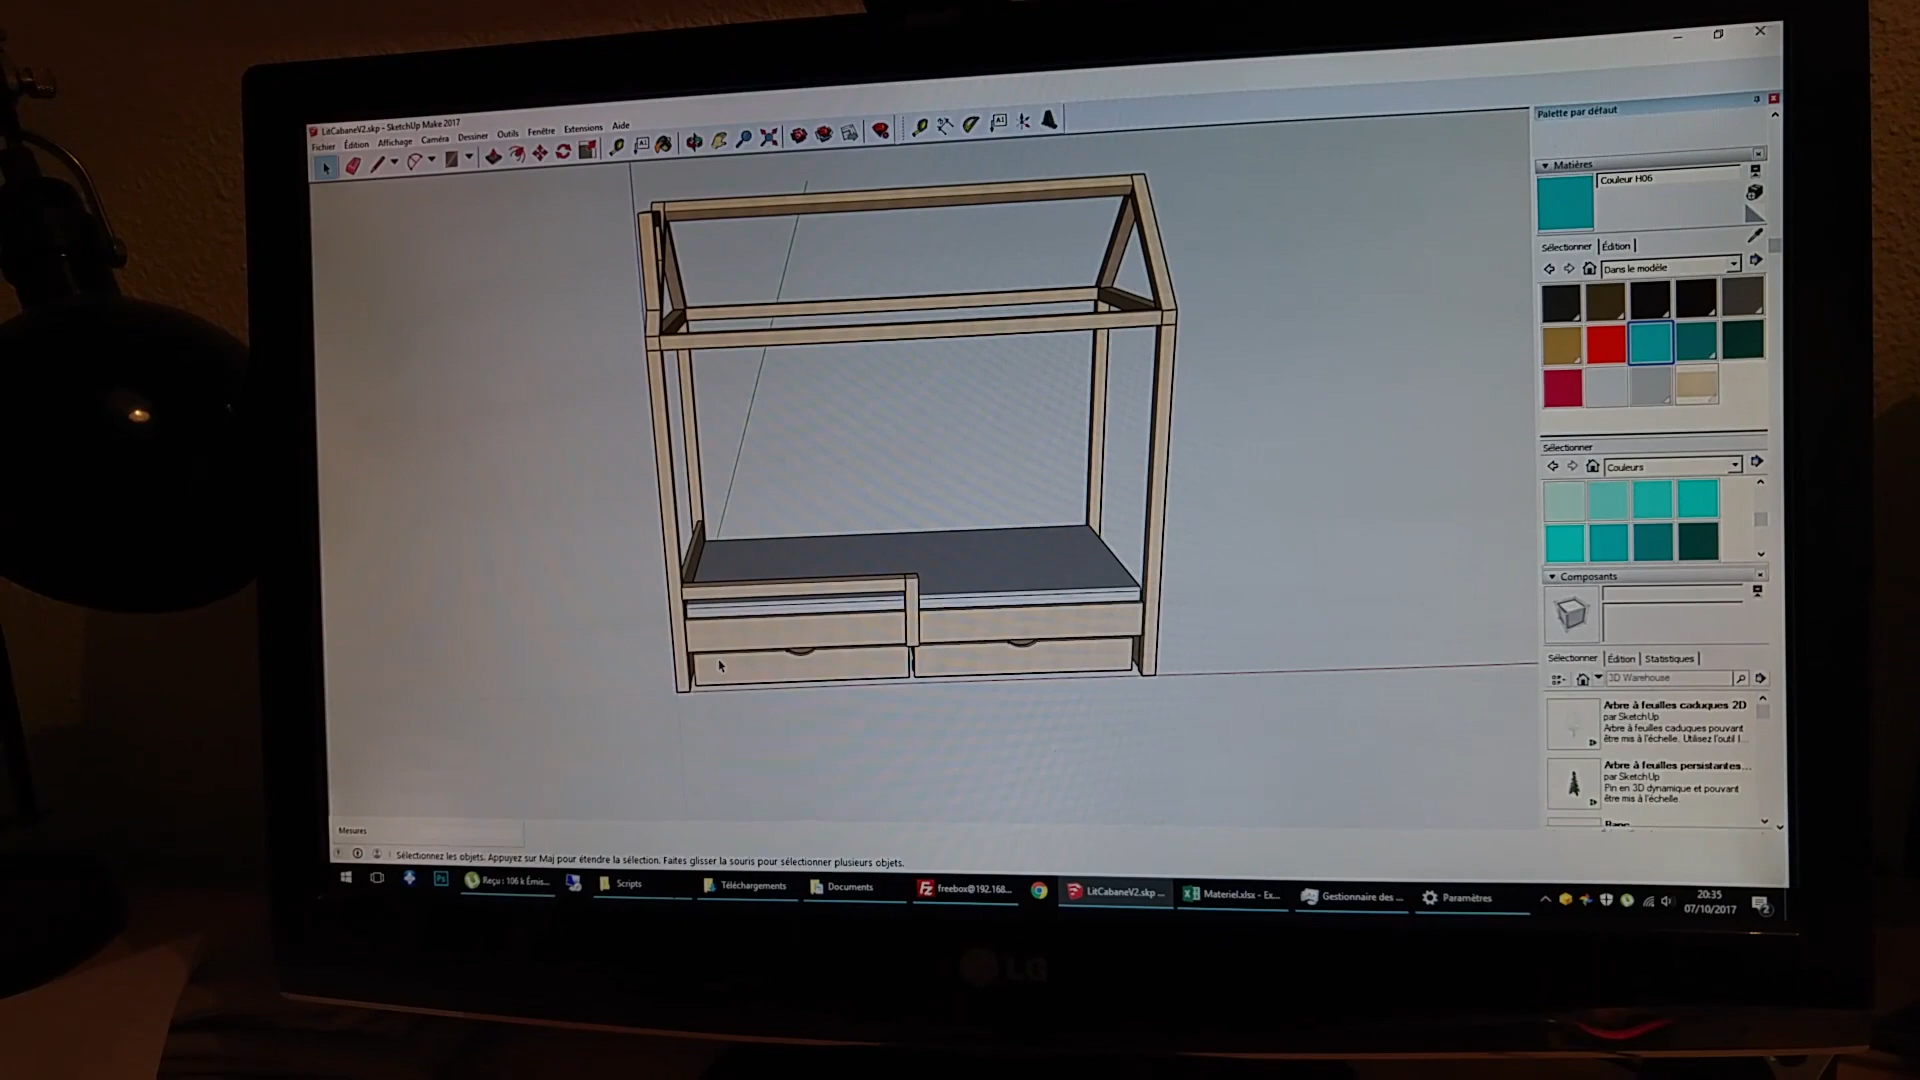 LitCabaneV2.skp - SketchUp Make 2017
Fichier Édition Affichage Caméra Dessiner Outils Fenêtre Extensions Aide
Palette par défaut
Matières
Couleur H06
Sélectionner Édition
Dans le modèle
Sélectionner
Couleurs
Composants
Sélectionner Édition Statistiques
3D Warehouse
Arbre à feuilles caduques 2D
par SketchUp
Arbre à feuilles caduques pouvant
être mis à l'échelle. Utilisez l'outil l...
Arbre à feuilles persistantes...
par SketchUp
Pin en 3D dynamique et pouvant
être mis à l'échelle.
Mesures
Sélectionnez les objets. Appuyez sur Maj pour étendre la sélection. Faites glisser la souris pour sélectionner plusieurs objets.
Ps
Reçu : 106 k Émis...
Scripts
Téléchargements
Documents
freebox@192.168...
LitCabaneV2.skp ...
Materiel.xlsx - Ex...
Gestionnaire des ...
Paramètres
20:35
07/10/2017
2
LG